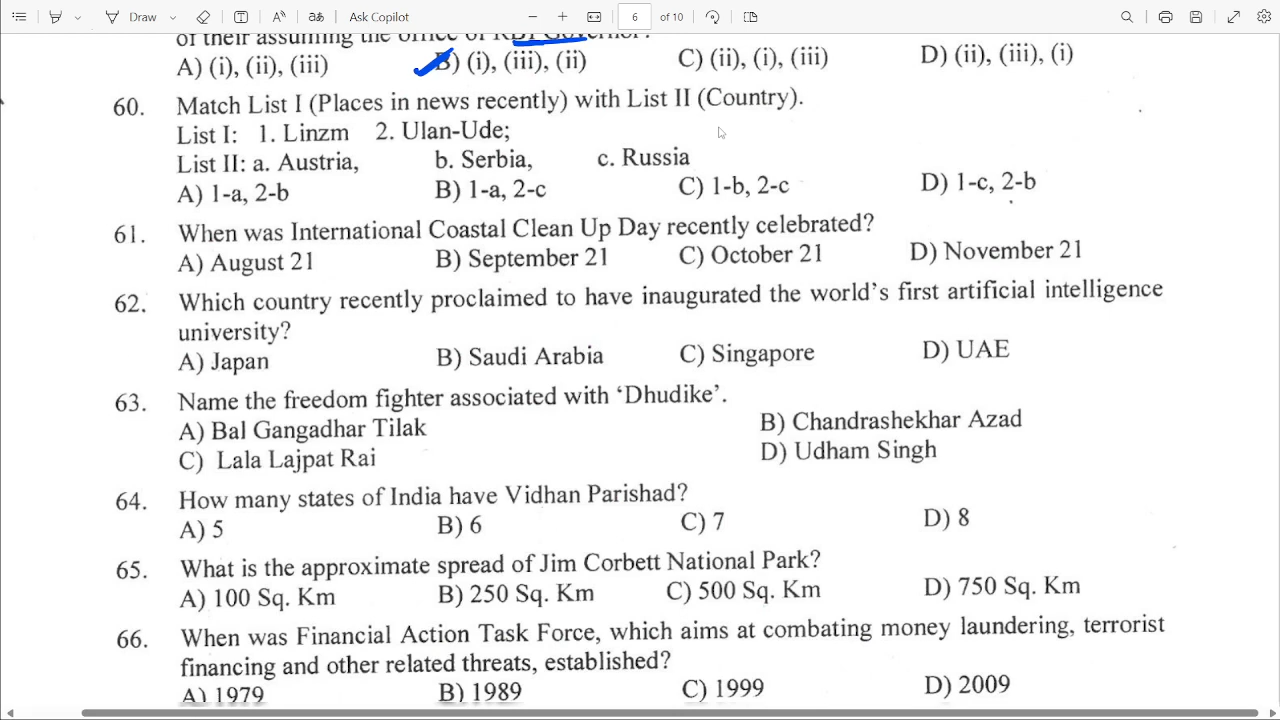 Draw
Ask Copilot
6 of 10
of their assuming the office of RBI Governor?
A) (i), (ii), (iii) B) (i), (iii), (ii) C) (ii), (i), (iii) D) (ii), (iii), (i)
60. Match List I (Places in news recently) with List II (Country).
List I: 1. Linzm 2. Ulan-Ude;
List II: a. Austria, b. Serbia, c. Russia
A) 1-a, 2-b B) 1-a, 2-c C) 1-b, 2-c D) 1-c, 2-b
61. When was International Coastal Clean Up Day recently celebrated?
A) August 21 B) September 21 C) October 21 D) November 21
62. Which country recently proclaimed to have inaugurated the world's first artificial intelligence
university?
A) Japan B) Saudi Arabia C) Singapore D) UAE
63. Name the freedom fighter associated with 'Dhudike'.
A) Bal Gangadhar Tilak B) Chandrashekhar Azad
C) Lala Lajpat Rai D) Udham Singh
64. How many states of India have Vidhan Parishad?
A) 5 B) 6 C) 7 D) 8
65. What is the approximate spread of Jim Corbett National Park?
A) 100 Sq. Km B) 250 Sq. Km C) 500 Sq. Km D) 750 Sq. Km
66. When was Financial Action Task Force, which aims at combating money laundering, terrorist
financing and other related threats, established?
A) 1979 B) 1989 C) 1999 D) 2009